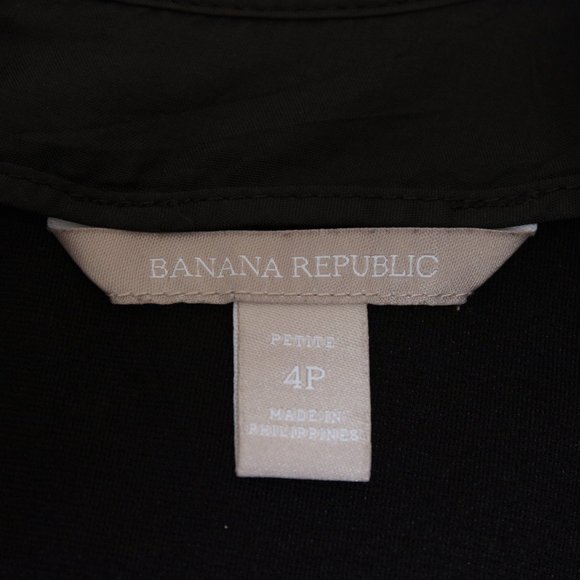 BANANA REPUBLIC
PETITE
4P
MADE IN
PHILIPPINES